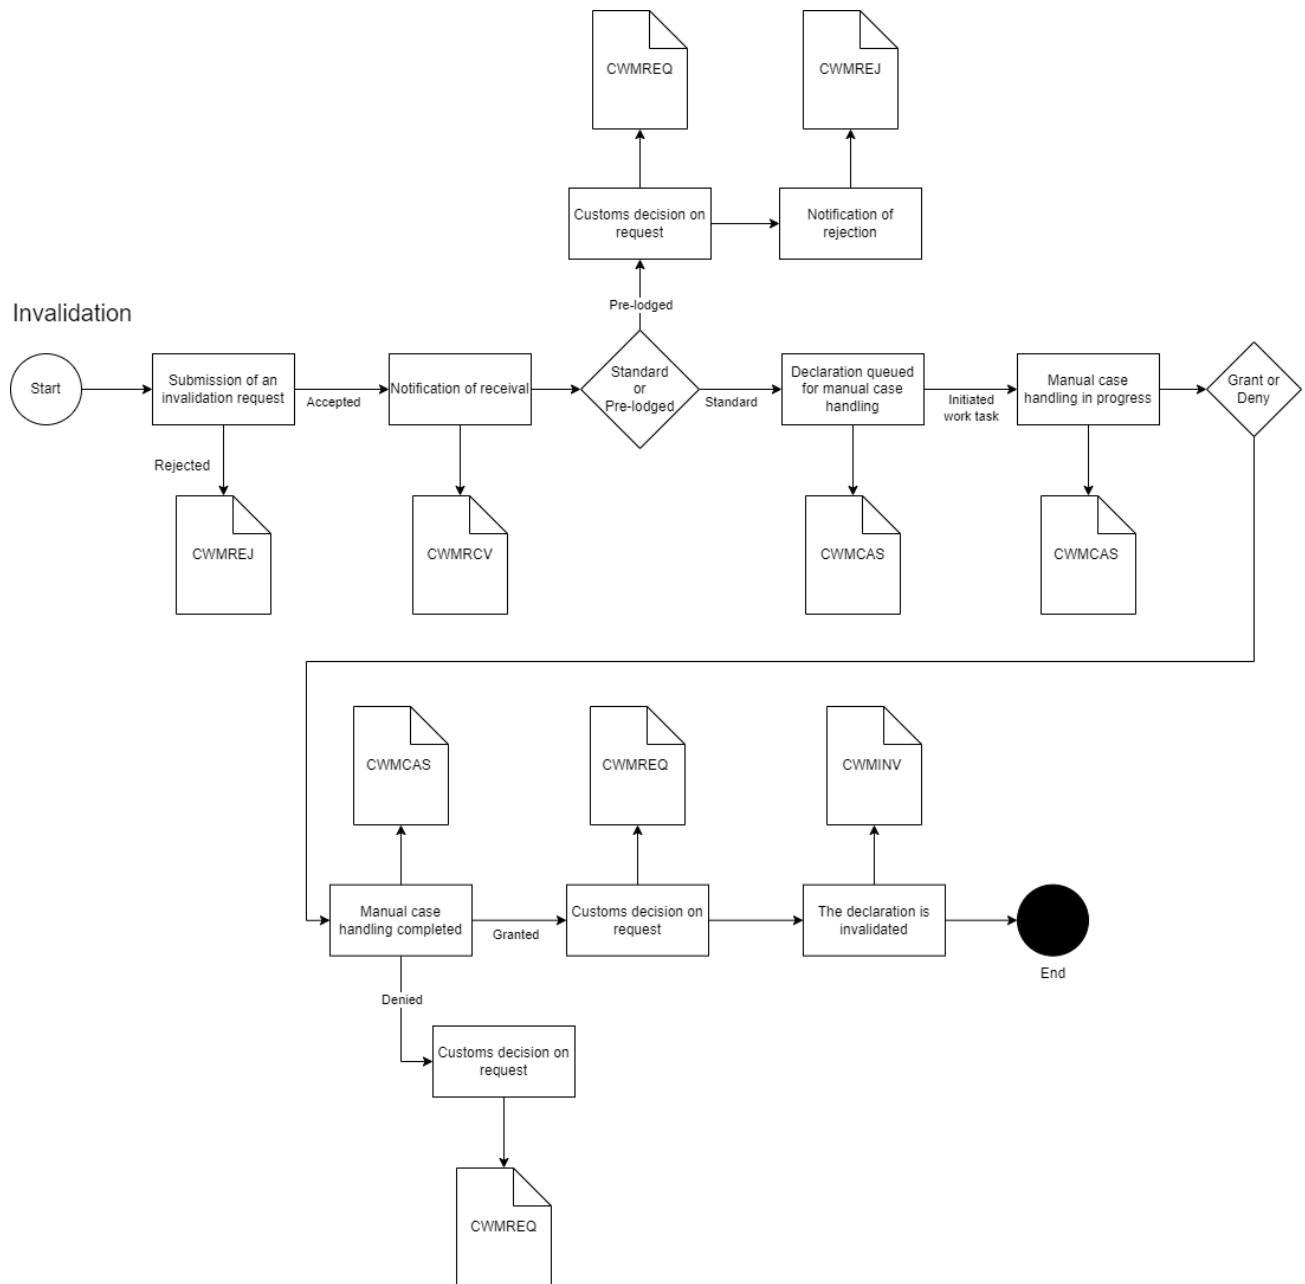 CWMREQ
CWMREJ
Customs decision on
request
Notification of
rejection
Pre-lodged
Invalidation
Start
Submission of an
invalidation request
Accepted
Notification of receival
Standard
or
Pre-lodged
Standard
Declaration queued
for manual case
handling
Initiated
work task
Manual case
handling in progress
Grant or
Deny
Rejected
CWMREJ
CWMRCV
CWMCAS
CWMCAS
CWMCAS
CWMREQ
CWMINV
Manual case
handling completed
Granted
Customs decision on
request
The declaration is
invalidated
End
Denied
Customs decision on
request
CWMREQ